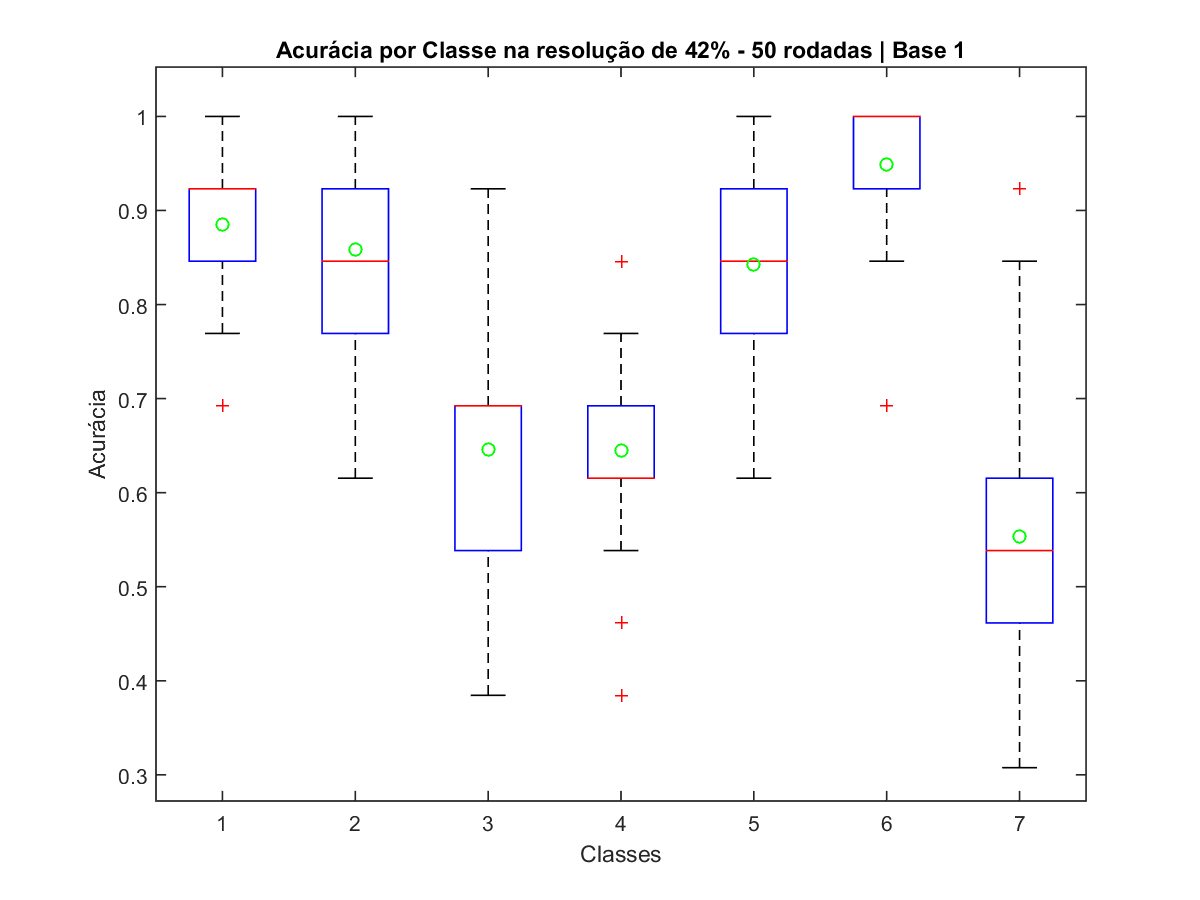 Acurácia por Classe na resolução de 42% - 50 rodadas | Base 1
Acurácia
1
0.9
0.8
0.7
0.6
0.5
0.4
0.3
1 2 3 4 5 6 7
Classes